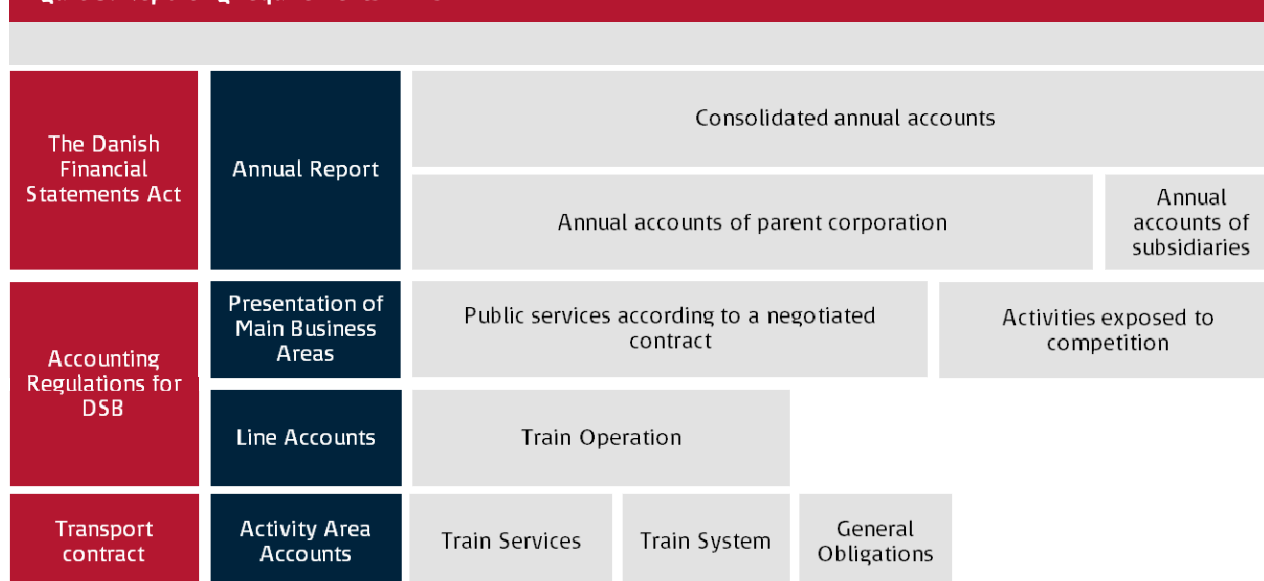 The Danish
Financial
Statements Act
Annual Report
Consolidated annual accounts
Annual accounts of parent corporation
Annual
accounts of
subsidiaries
Accounting
Regulations for
DSB
Presentation of
Main Business
Areas
Public services according to a negotiated
contract
Activities exposed to
competition
Line Accounts
Train Operation
Transport
contract
Activity Area
Accounts
Train Services
Train System
General
Obligations